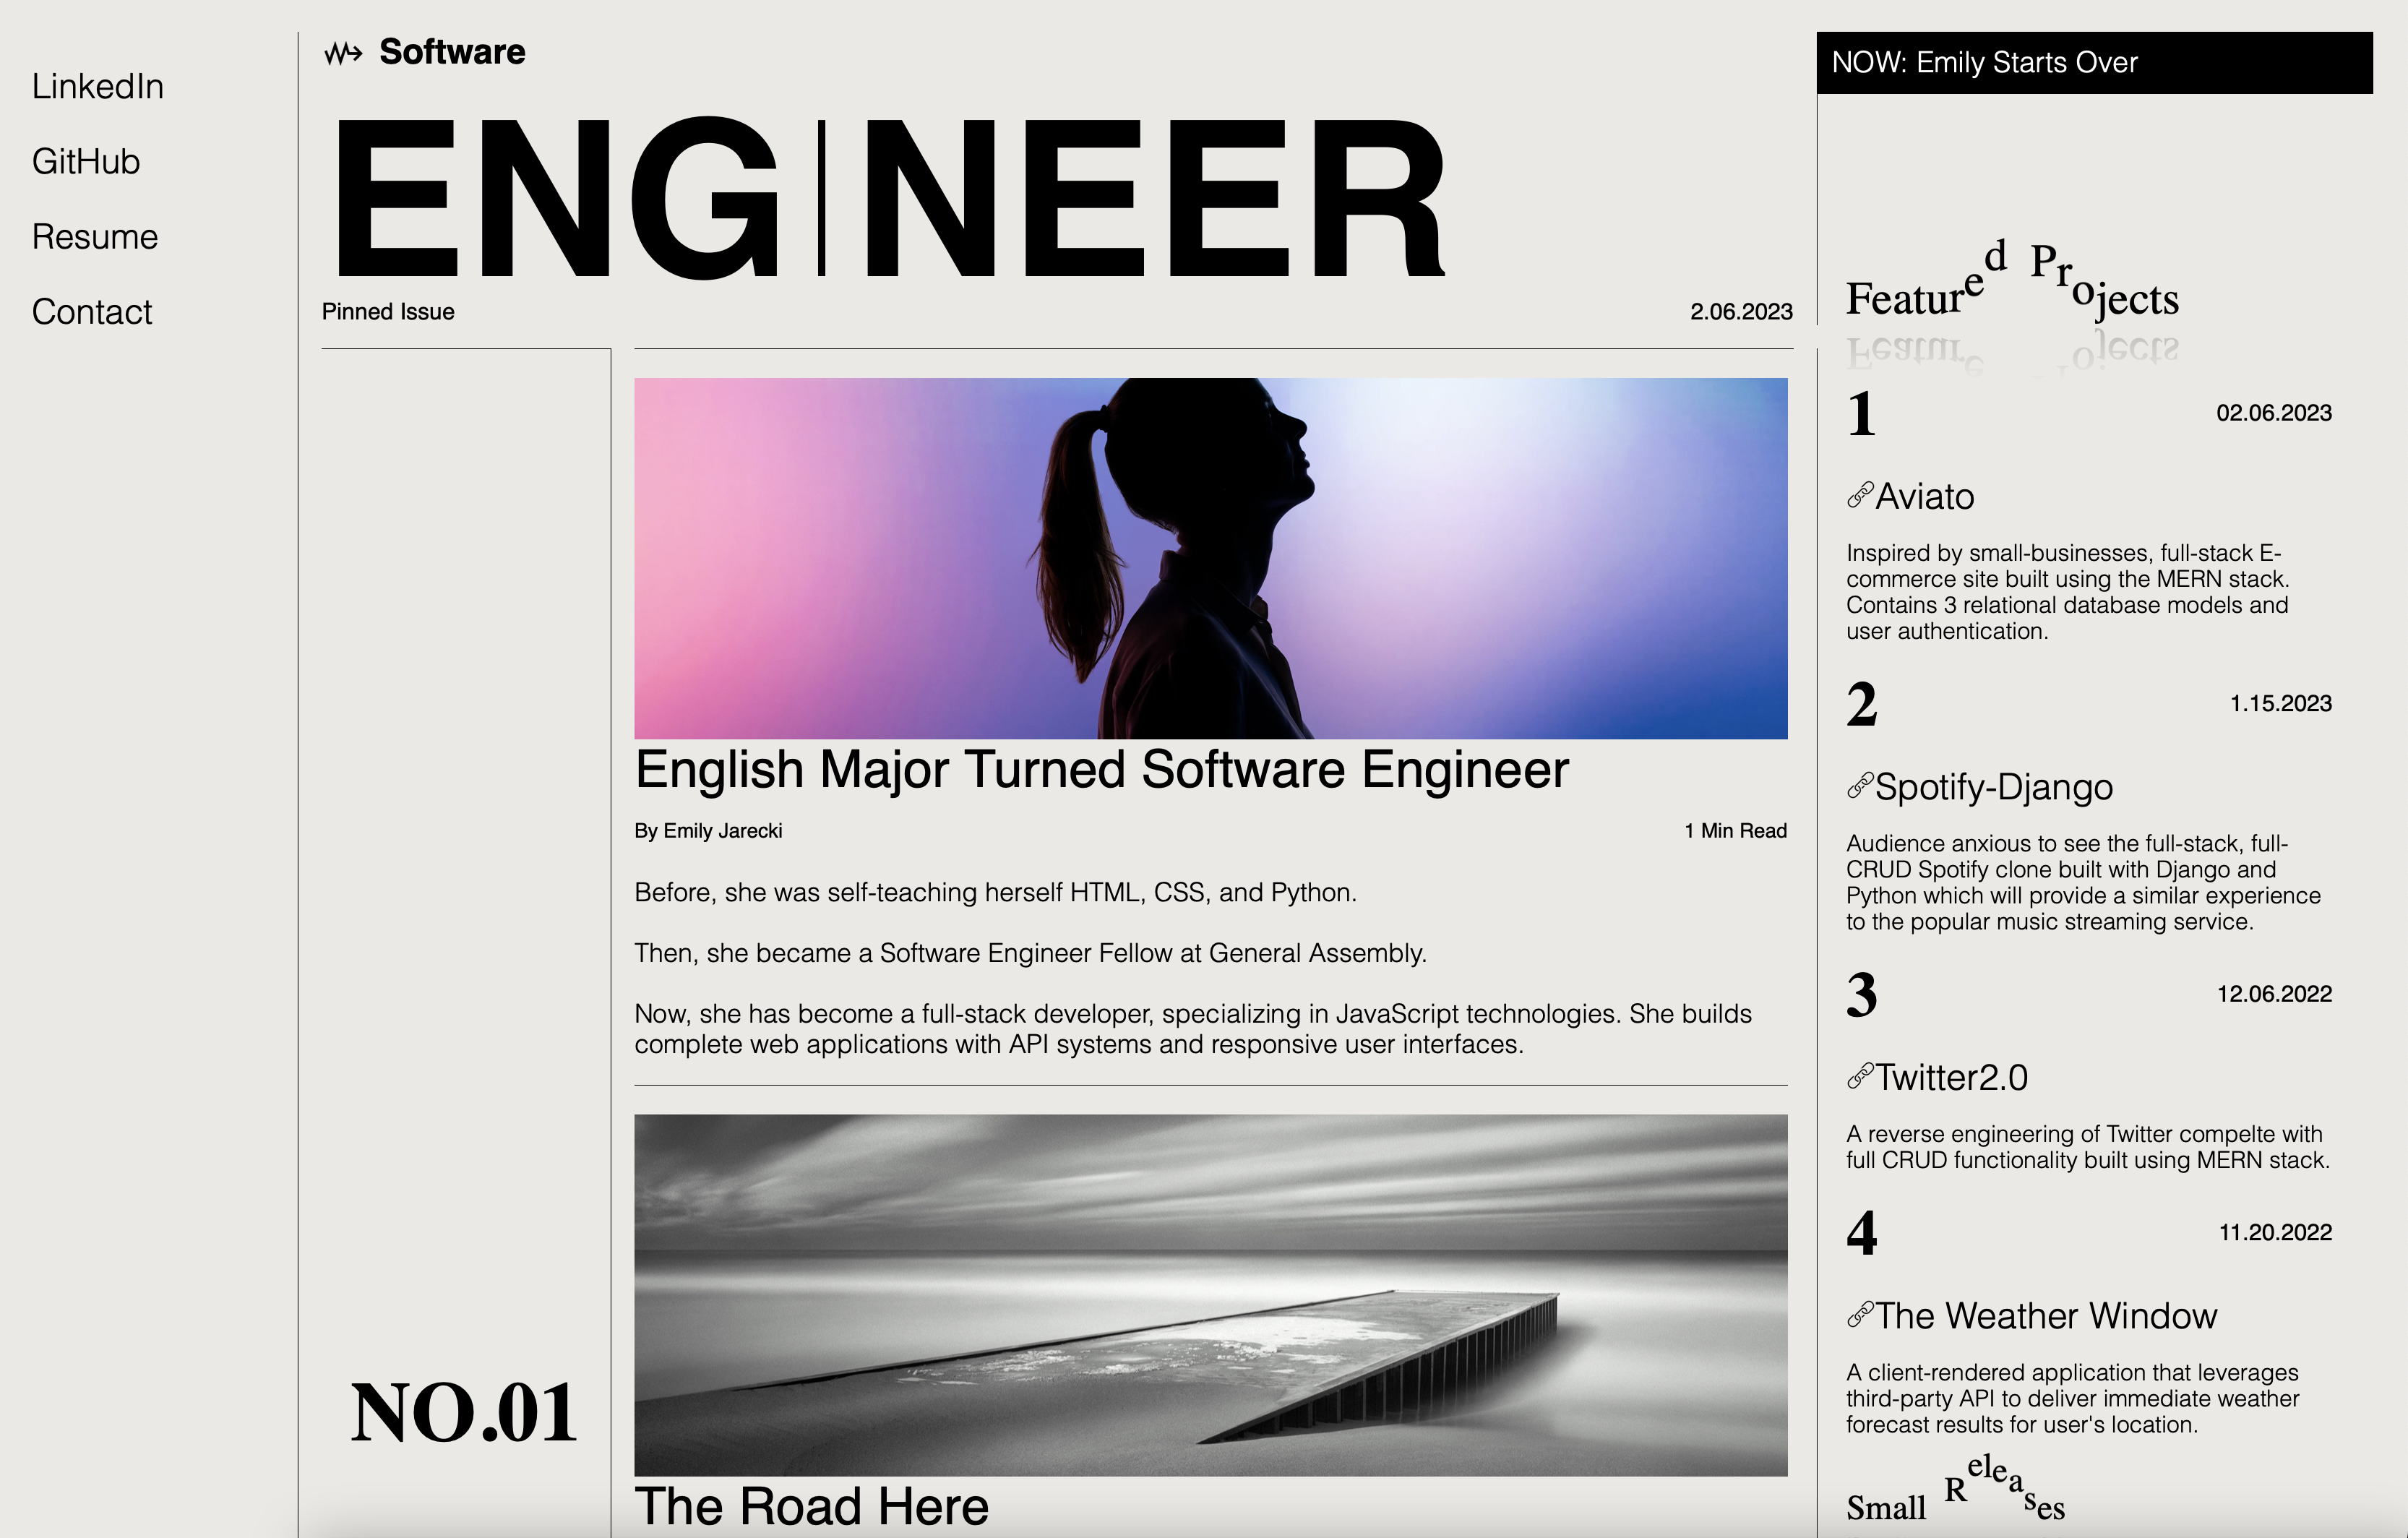 LinkedIn
GitHub
Resume
Contact
Software
ENG|NEER
Pinned Issue
2.06.2023
NO.01
English Major Turned Software Engineer
By Emily Jarecki
1 Min Read
Before, she was self-teaching herself HTML, CSS, and Python.
Then, she became a Software Engineer Fellow at General Assembly.
Now, she has become a full-stack developer, specializing in JavaScript technologies. She builds
complete web applications with API systems and responsive user interfaces.
The Road Here
NOW: Emily Starts Over
Featured Projects
1
02.06.2023
Aviato
Inspired by small-businesses, full-stack E-
commerce site built using the MERN stack.
Contains 3 relational database models and
user authentication.
2
1.15.2023
Spotify-Django
Audience anxious to see the full-stack, full-
CRUD Spotify clone built with Django and
Python which will provide a similar experience
to the popular music streaming service.
3
12.06.2022
Twitter2.0
A reverse engineering of Twitter compelte with
full CRUD functionality built using MERN stack.
4
11.20.2022
The Weather Window
A client-rendered application that leverages
third-party API to deliver immediate weather
forecast results for user's location.
Small Releases